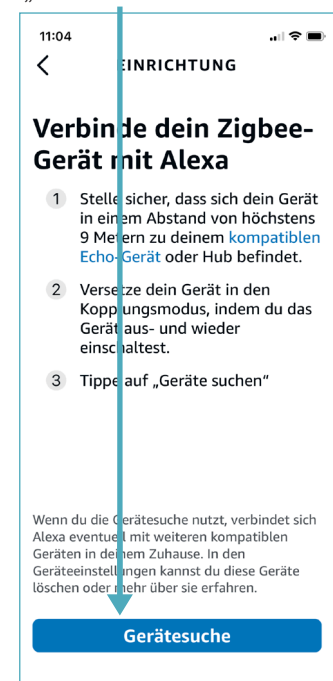 11:04
EINRICHTUNG
Verbinde dein Zigbee-
Gerät mit Alexa
1 Stelle sicher, dass sich dein Gerät
in einem Abstand von höchstens
9 Metern zu deinem kompatiblen
Echo-Gerät oder Hub befindet.
2 Versetze dein Gerät in den
Kopplungsmodus, indem du das
Gerät aus- und wieder
einschaltest.
3 Tippe auf „Geräte suchen“
Wenn du die Gerätesuche nutzt, verbindet sich
Alexa eventuell mit weiteren kompatiblen
Geräten in deinem Zuhause. In den
Geräteeinstellungen kannst du diese Geräte
löschen oder mehr über sie erfahren.
Gerätesuche